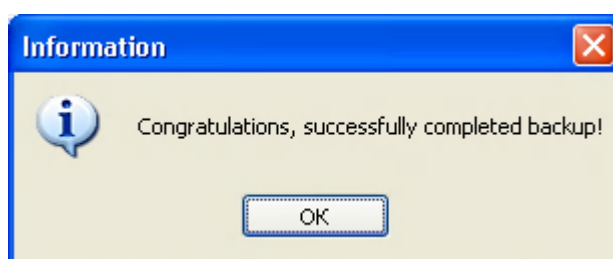 Information
Congratulations, successfully completed backup!
OK